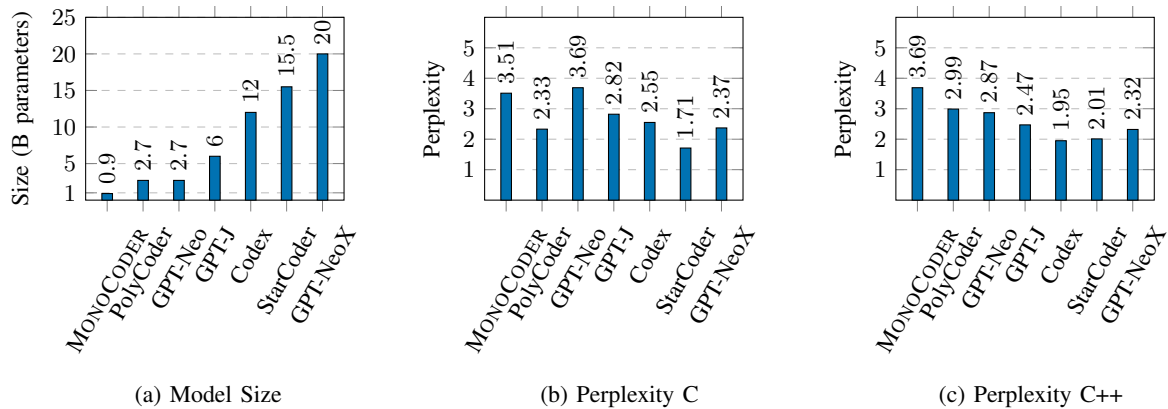 Size (B parameters)
25
20
15
10
5
1
0.9
2.7
2.7
6
12
15.5
20
MONOCODER
PolyCoder
GPT-Neo
GPT-J
Codex
StarCoder
GPT-NeoX
(a) Model Size
Perplexity
5
4
3
2
1
3.51
2.33
3.69
2.82
2.55
1.71
2.37
MONOCODER
PolyCoder
GPT-Neo
GPT-J
Codex
StarCoder
GPT-NeoX
(b) Perplexity C
Perplexity
5
4
3
2
1
3.69
2.99
2.87
2.47
1.95
2.01
2.32
MONOCODER
PolyCoder
GPT-Neo
GPT-J
Codex
StarCoder
GPT-NeoX
(c) Perplexity C++